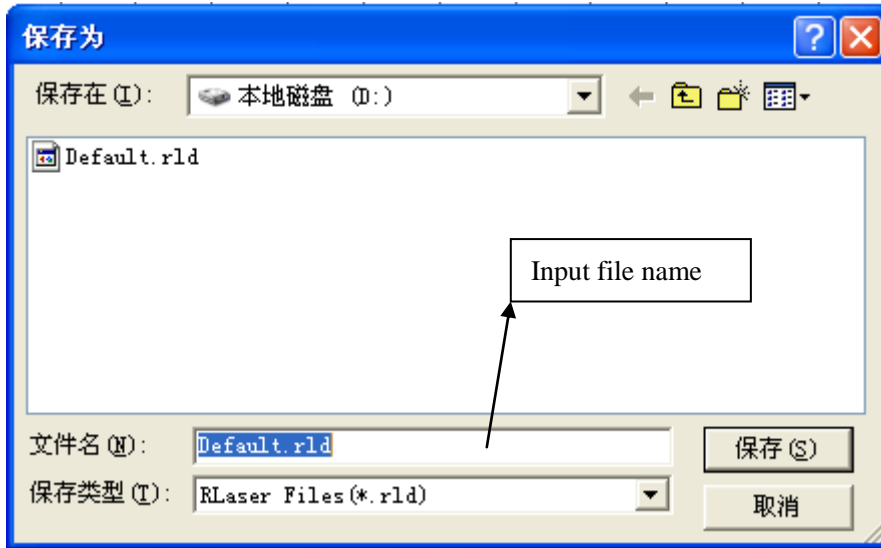 保存为
保存在(I): 本地磁盘 (D:)
Default.rld
Input file name
文件名(N): Default.rld 保存(S)
保存类型(T): RLaser Files(*.rld) 取消